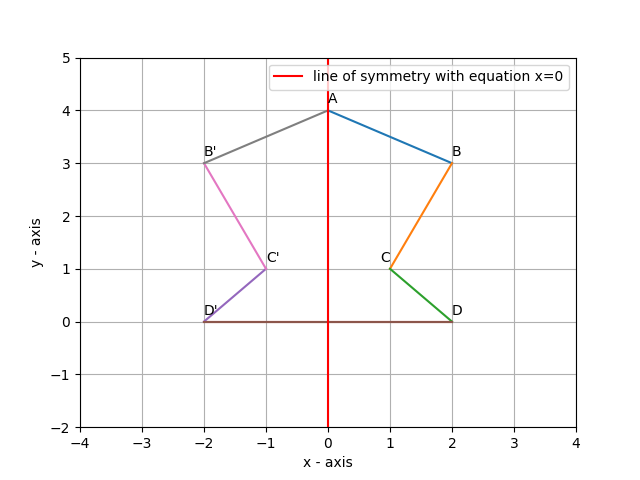 line of symmetry with equation x=0
A
B'
B
C'
C
D'
D
5
4
3
2
1
0
−1
−2
−4
−3
−2
−1
0
1
2
3
4
x - axis
y - axis